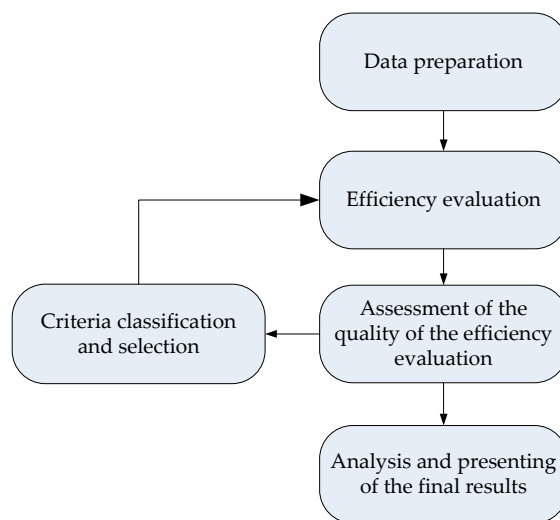 Data preparation
Efficiency evaluation
Criteria classification
and selection
Assessment of the
quality of the efficiency
evaluation
Analysis and presenting
of the final results